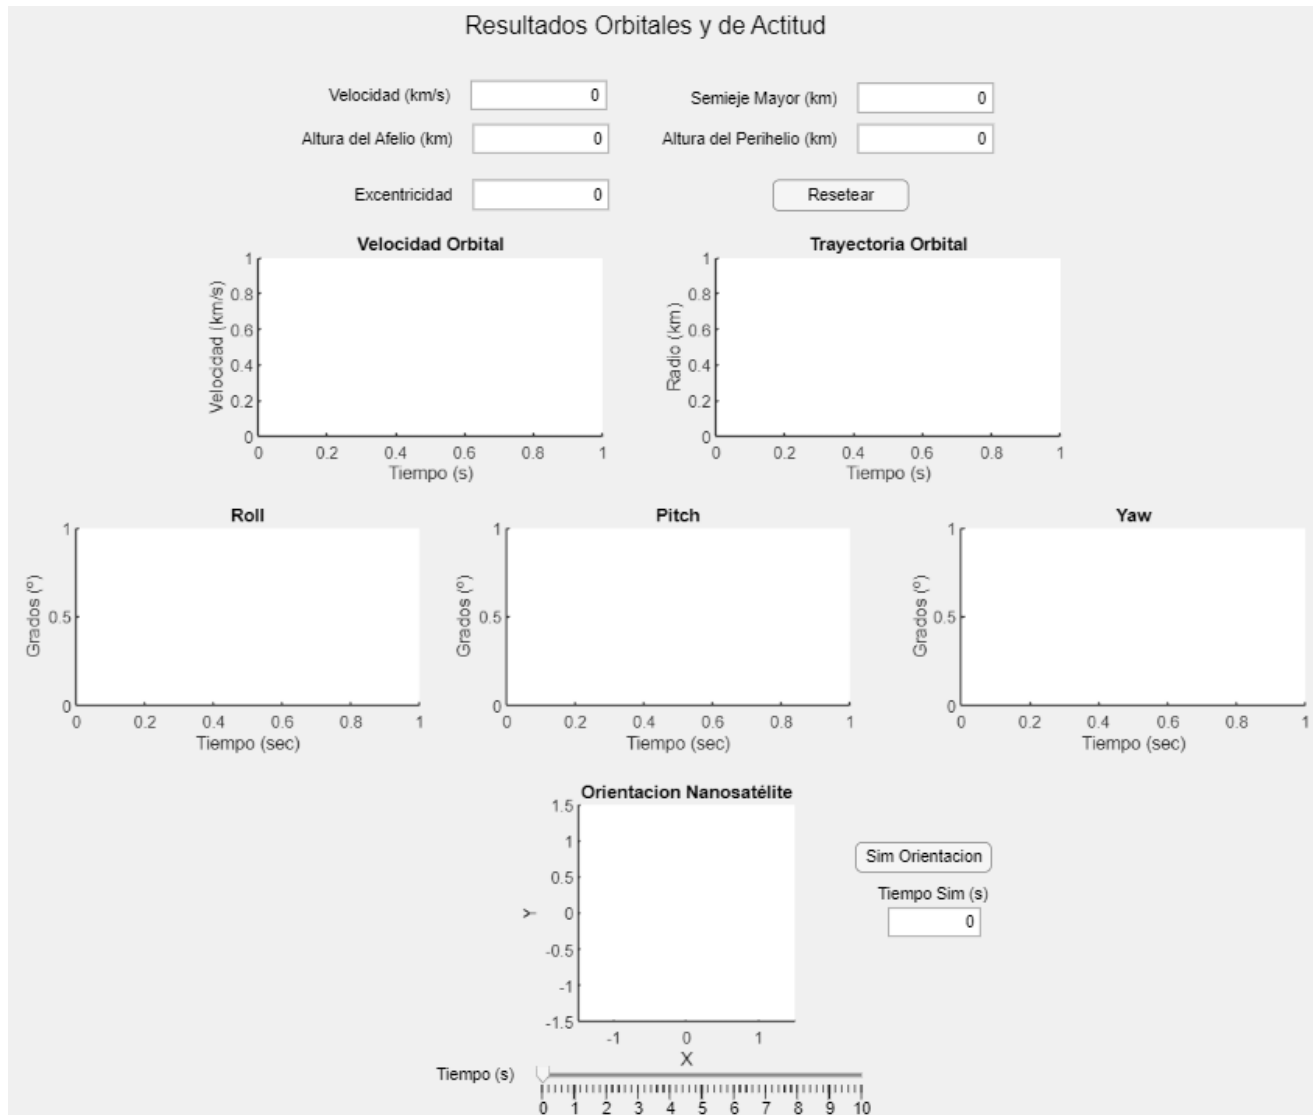 Resultados Orbitales y de Actitud
Velocidad (km/s) 0 Semieje Mayor (km) 0
Altura del Afelio (km) 0 Altura del Perihelio (km) 0
Excentricidad 0 Resetear
Velocidad Orbital
Velocidad (km/s)
1
0.8
0.6
0.4
0.2
0
0 0.2 0.4 0.6 0.8 1
Tiempo (s)
Trayectoria Orbital
Radio (km)
1
0.8
0.6
0.4
0.2
0
0 0.2 0.4 0.6 0.8 1
Tiempo (s)
Roll
Grados (º)
1
0.5
0
0 0.2 0.4 0.6 0.8 1
Tiempo (sec)
Pitch
Grados (º)
1
0.5
0
0 0.2 0.4 0.6 0.8 1
Tiempo (sec)
Yaw
Grados (º)
1
0.5
0
0 0.2 0.4 0.6 0.8 1
Tiempo (sec)
Orientacion Nanosatélite
Y
1.5
1
0.5
0
-0.5
-1
-1.5
-1 0 1
X
Sim Orientacion
Tiempo Sim (s)
0
Tiempo (s)
0 1 2 3 4 5 6 7 8 9 10